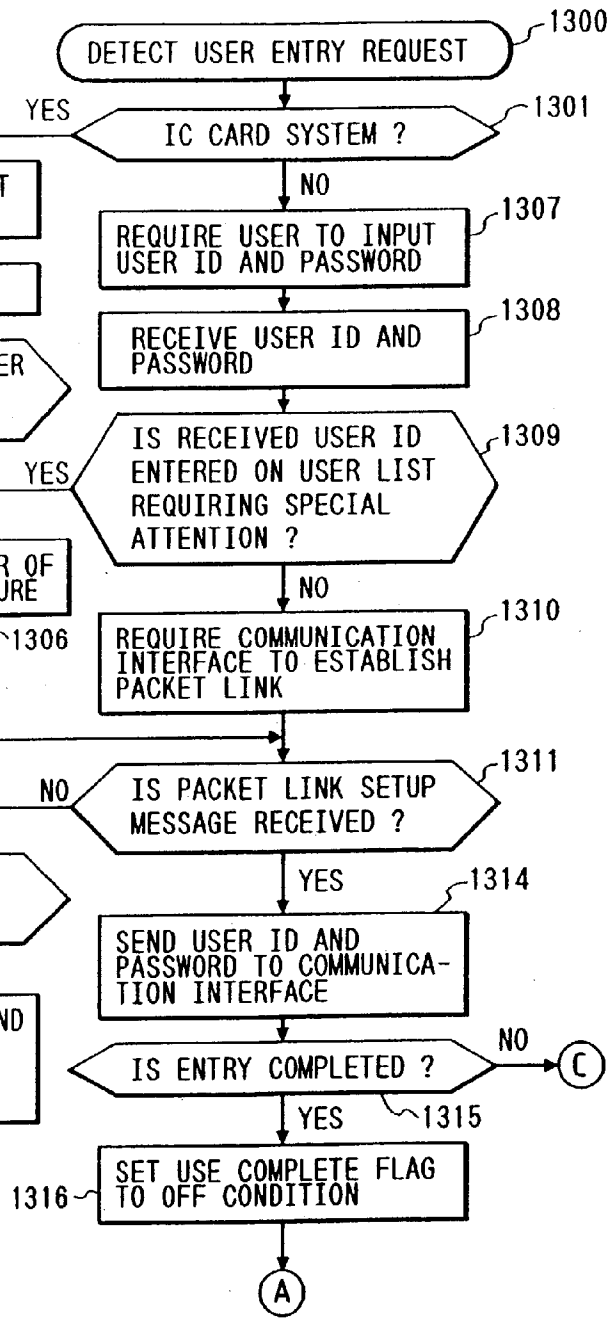 1300
DETECT USER ENTRY REQUEST
YES
IC CARD SYSTEM ?
1301
NO
1307
REQUIRE USER TO INPUT
USER ID AND PASSWORD
1308
RECEIVE USER ID AND
PASSWORD
1309
YES
IS RECEIVED USER ID
ENTERED ON USER LIST
REQUIRING SPECIAL
ATTENTION ?
OF
NO
1306
1310
REQUIRE COMMUNICATION
INTERFACE TO ESTABLISH
PACKET LINK
1311
NO
IS PACKET LINK SETUP
MESSAGE RECEIVED ?
YES
1314
SEND USER ID AND
PASSWORD TO COMMUNICA-
TION INTERFACE
NO
IS ENTRY COMPLETED ?
C
YES
1315
1316
SET USE COMPLETE FLAG
TO OFF CONDITION
A